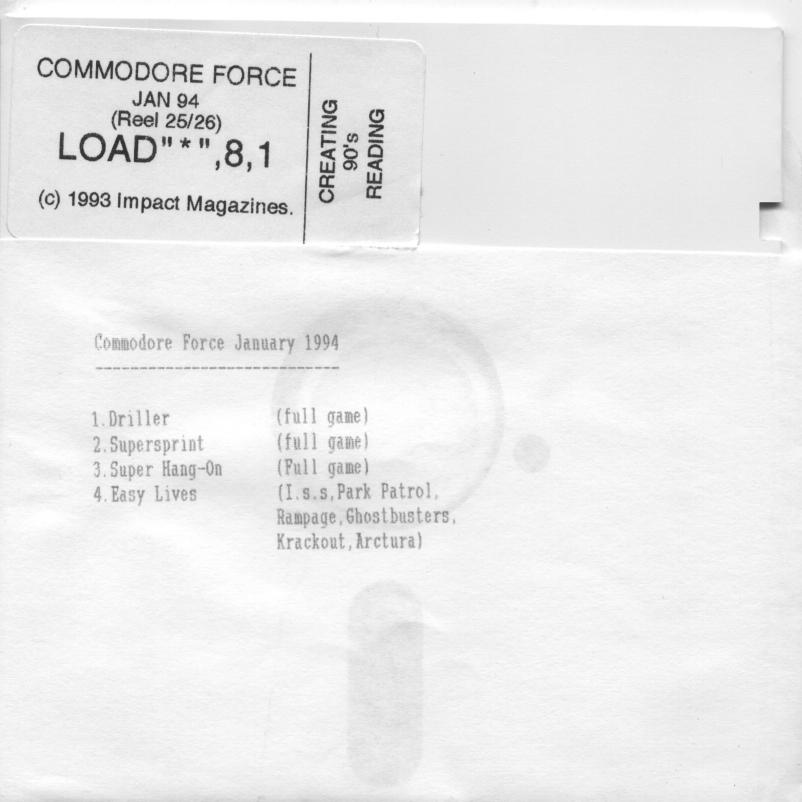 COMMODORE FORCE
JAN 94
(Reel 25/26)
LOAD"*",8,1
(c) 1993 Impact Magazines.
CREATING
90's
READING
Commodore Force January 1994
----------------------------
1.Driller (full game)
2.Supersprint (full game)
3.Super Hang-On (Full game)
4.Easy Lives (I.s.s,Park Patrol,
Rampage,Ghostbusters,
Krackout,Arctura)